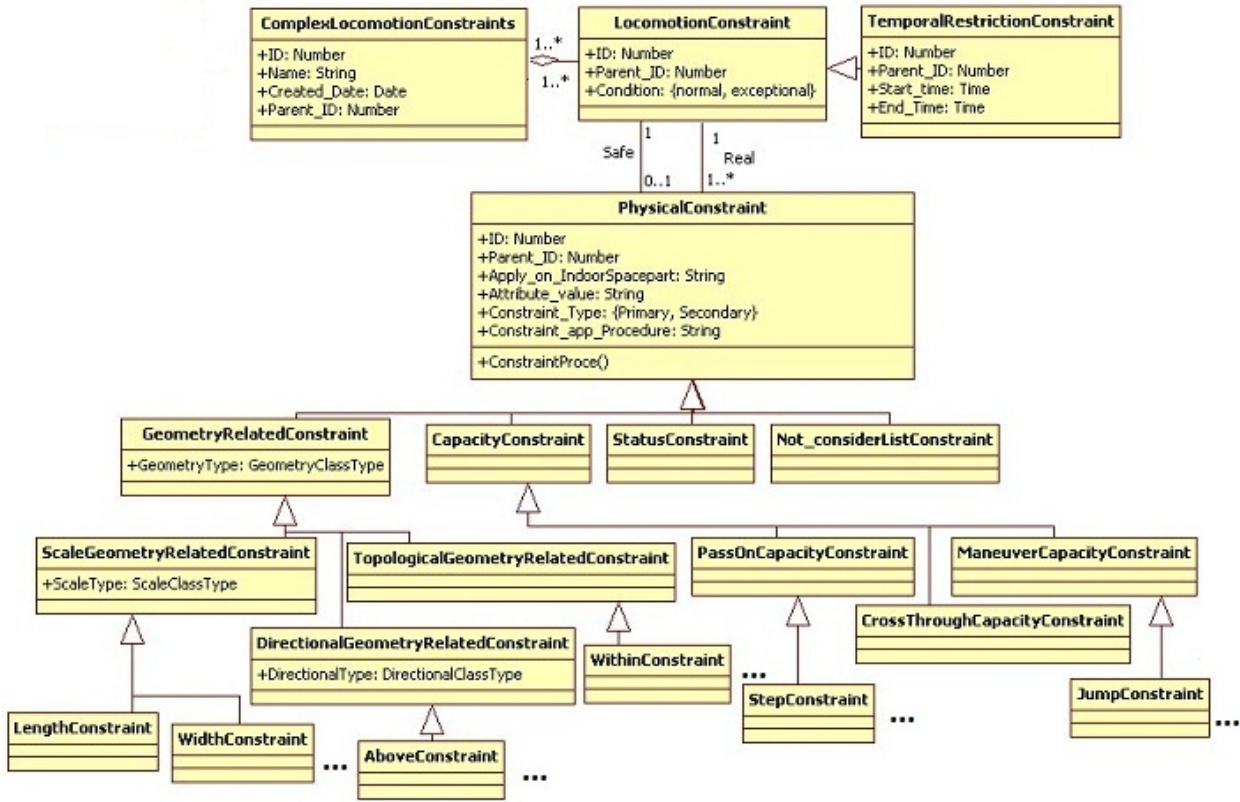 ComplexLocomotionConstraints
+ID: Number
+Name: String
+Created_Date: Date
+Parent_ID: Number
1..*
1..*
LocomotionConstraint
+ID: Number
+Parent_ID: Number
+Condition: {normal, exceptional}
TemporalRestrictionConstraint
+ID: Number
+Parent_ID: Number
+Start_time: Time
+End_Time: Time
1
Safe
0..1
1
Real
1..*
PhysicalConstraint
+ID: Number
+Parent_ID: Number
+Apply_on_IndoorSpacepart: String
+Attribute_value: String
+Constraint_Type: {Primary, Secondary}
+Constraint_app_Procedure: String
+ConstraintProce()
GeometryRelatedConstraint
+GeometryType: GeometryClassType
CapacityConstraint
StatusConstraint
Not_considerListConstraint
ScaleGeometryRelatedConstraint
+ScaleType: ScaleClassType
TopologicalGeometryRelatedConstraint
PassOnCapacityConstraint
ManeuverCapacityConstraint
CrossThroughCapacityConstraint
DirectionalGeometryRelatedConstraint
+DirectionalType: DirectionalClassType
WithinConstraint
...
StepConstraint
...
JumpConstraint
...
LengthConstraint
WidthConstraint
...
AboveConstraint
...